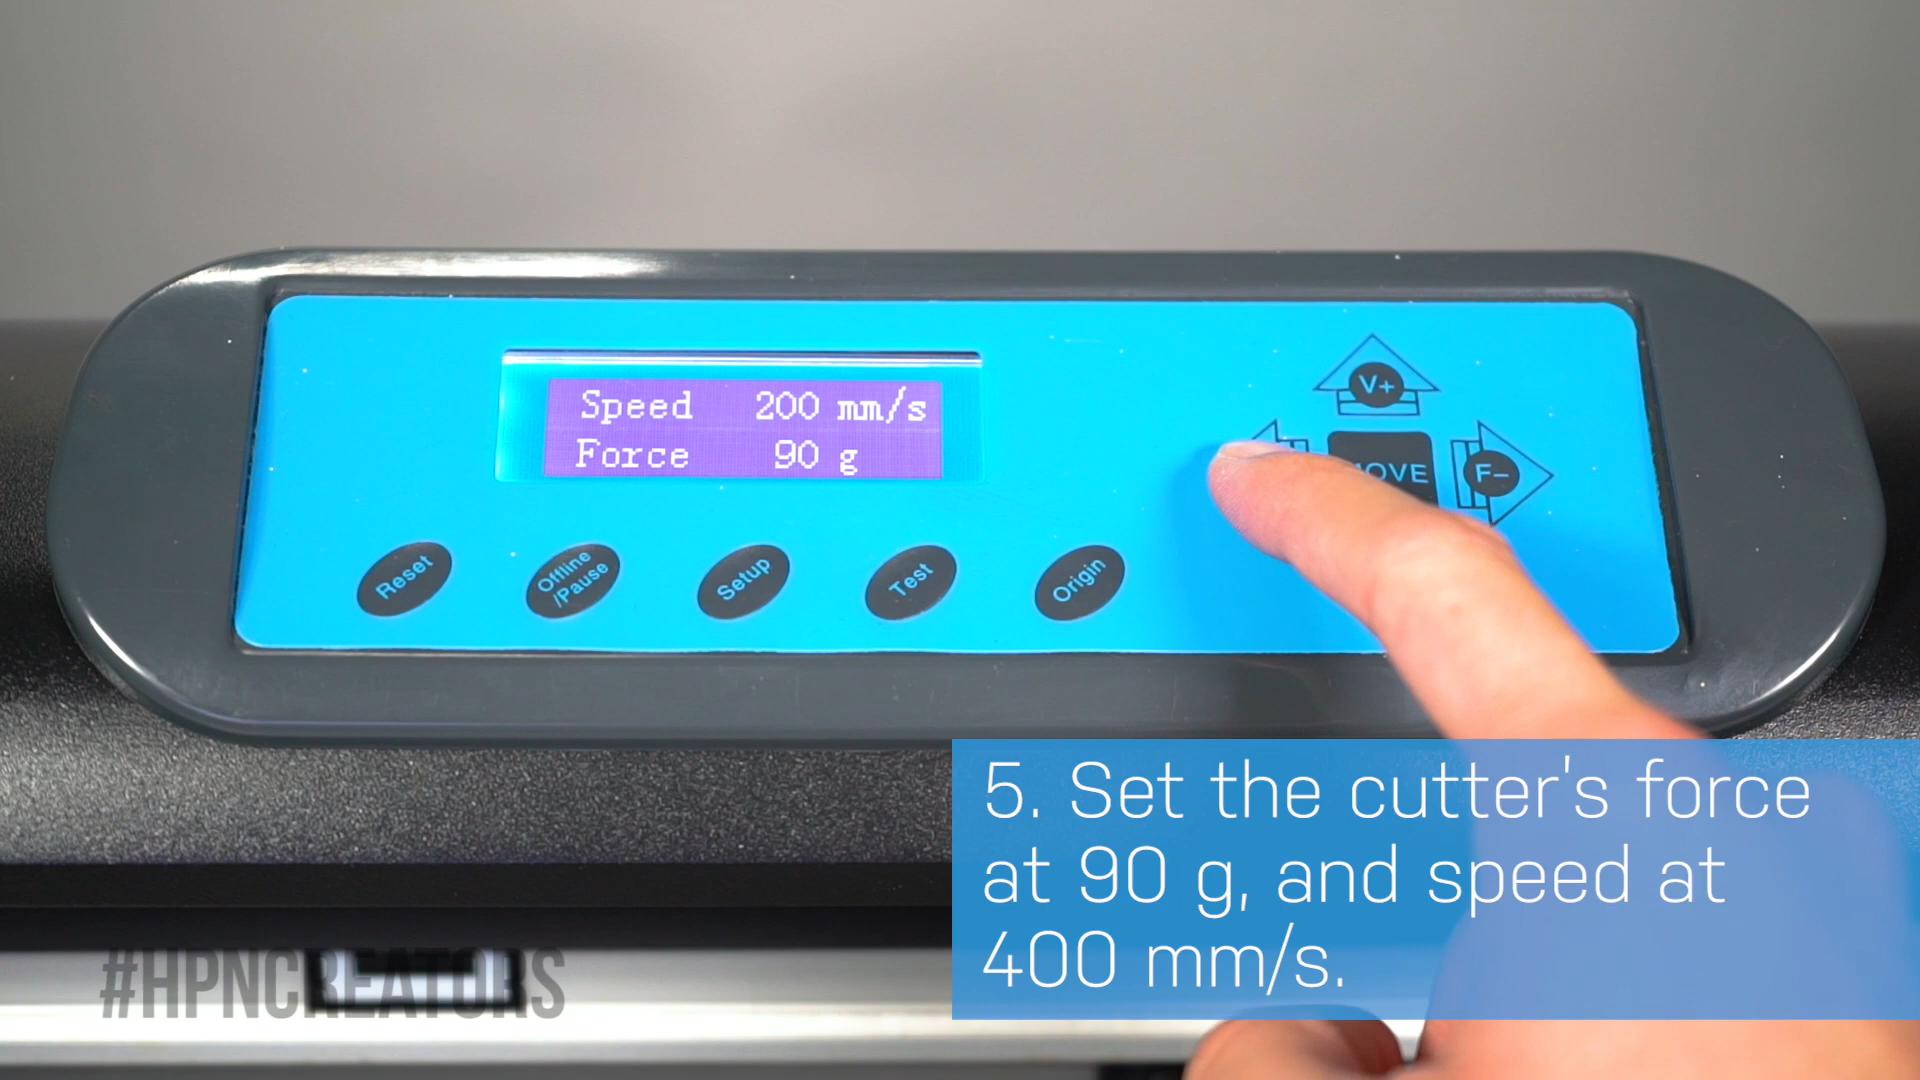 Speed 200 mm/s
Force 90 g
V+
F-
Reset
Offline
/Pause
Setup
Test
Origin
5. Set the cutter's force
at 90 g, and speed at
400 mm/s.
#HPNCREATORS